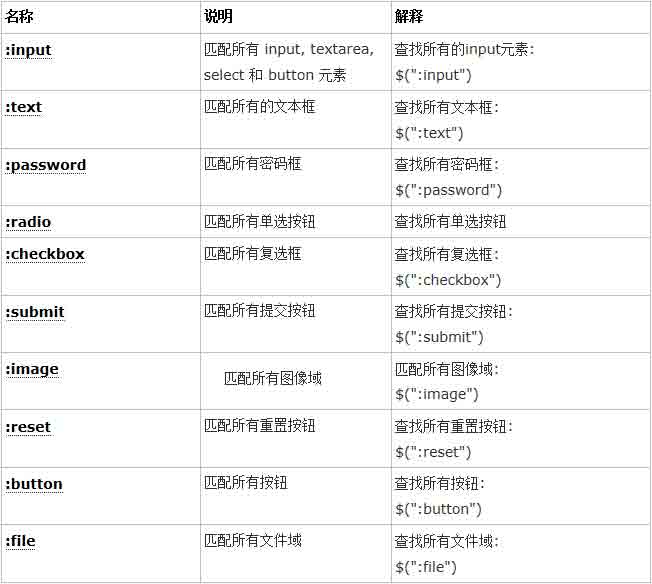 名称 说明 解释
:input 匹配所有 input, textarea, 查找所有的input元素:
select 和 button 元素 $(":input")
:text 匹配所有的文本框 查找所有文本框:
$(":text")
:password 匹配所有密码框 查找所有密码框:
$(":password")
:radio 匹配所有单选按钮 查找所有单选按钮
:checkbox 匹配所有复选框 查找所有复选框:
$(":checkbox")
:submit 匹配所有提交按钮 查找所有提交按钮:
$(":submit")
:image 匹配所有图像域 匹配所有图像域:
$(":image")
:reset 匹配所有重置按钮 查找所有重置按钮:
$(":reset")
:button 匹配所有按钮 查找所有按钮:
$(":button")
:file 匹配所有文件域 查找所有文件域:
$(":file")